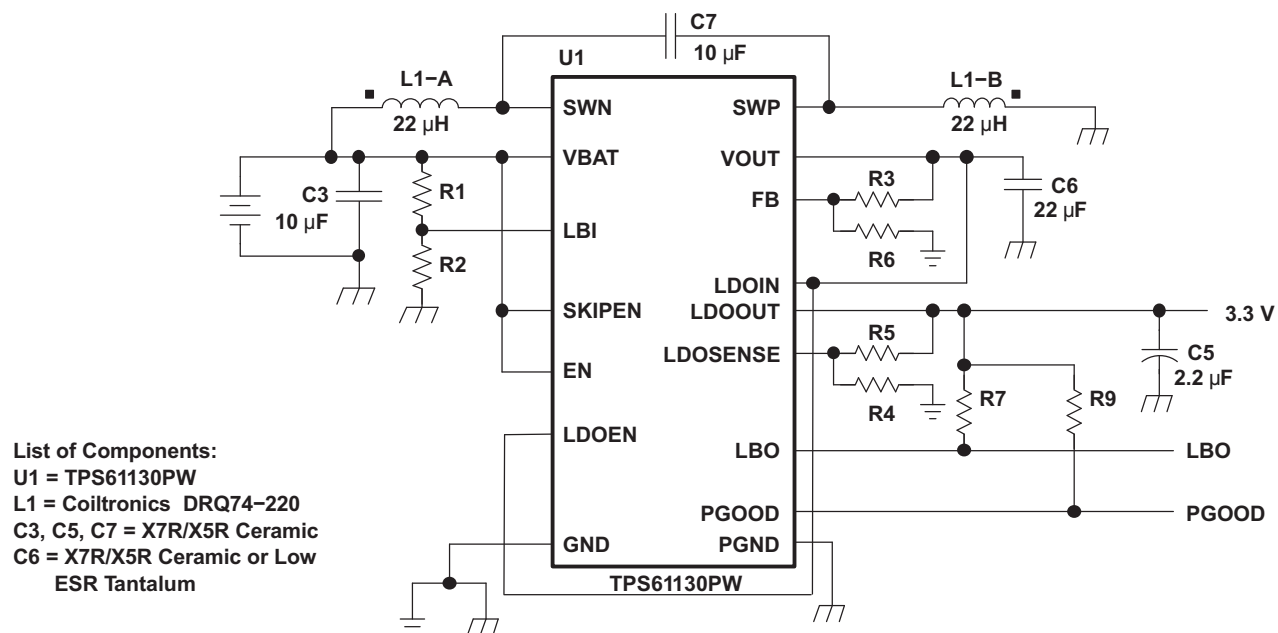 C7
10 µF
U1
L1−A
22 µH
L1−B
22 µH
SWN
SWP
VBAT
VOUT
C3
10 µF
R1
R3
FB
C6
22 µF
LBI
R6
R2
LDOIN
SKIPEN
LDOOUT
3.3 V
R5
LDOSENSE
C5
2.2 µF
EN
R4
R7
R9
LDOEN
LBO
LBO
PGOOD
PGOOD
GND
PGND
TPS61130PW
List of Components:
U1 = TPS61130PW
L1 = Coiltronics DRQ74−220
C3, C5, C7 = X7R/X5R Ceramic
C6 = X7R/X5R Ceramic or Low
ESR Tantalum